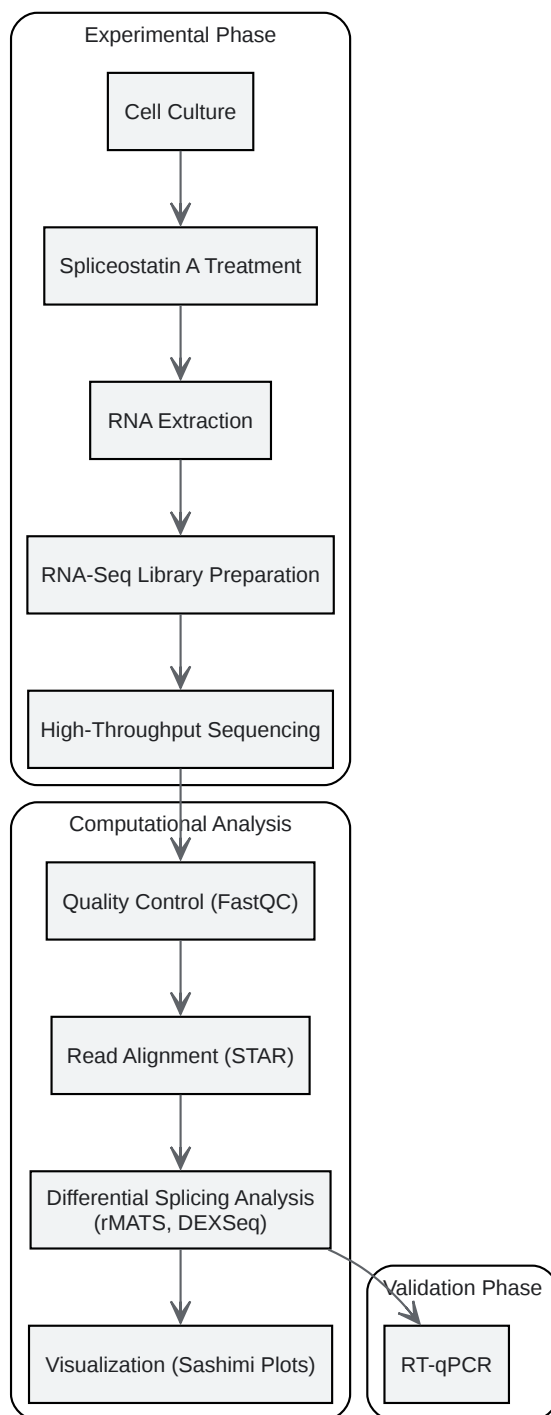 Experimental Phase
Cell Culture
Spliceostatin A Treatment
RNA Extraction
RNA-Seq Library Preparation
High-Throughput Sequencing
Computational Analysis
Quality Control (FastQC)
Read Alignment (STAR)
Differential Splicing Analysis
(rMATS, DEXSeq)
Validation Phase
Visualization (Sashimi Plots)
RT-qPCR